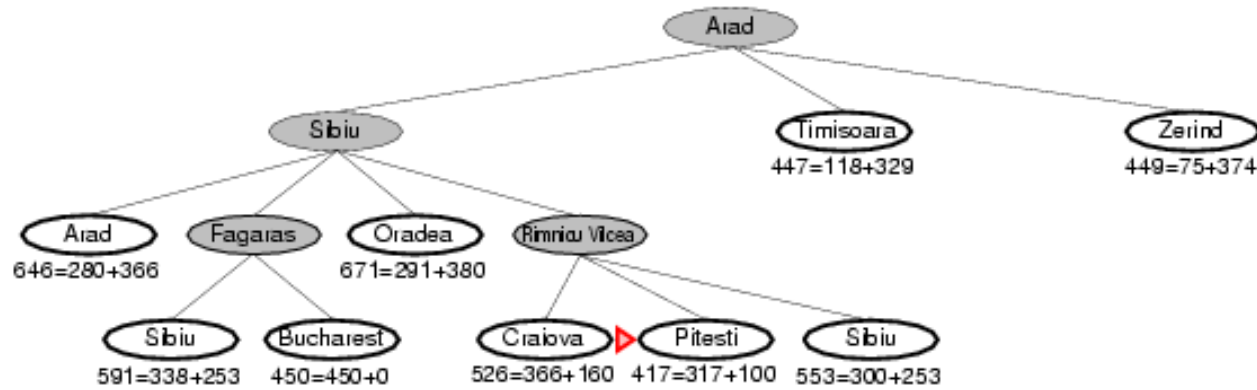 Arad
Sibiu
Timisoara
Zerind
447=118+329
449=75+374
Arad
Fagaras
Oradea
Rimnicu Vilcea
646=280+366
671=291+380
Sibiu
Bucharest
Craiova
Pitesti
Sibiu
591=338+253
450=450+0
526=366+160
417=317+100
553=300+253